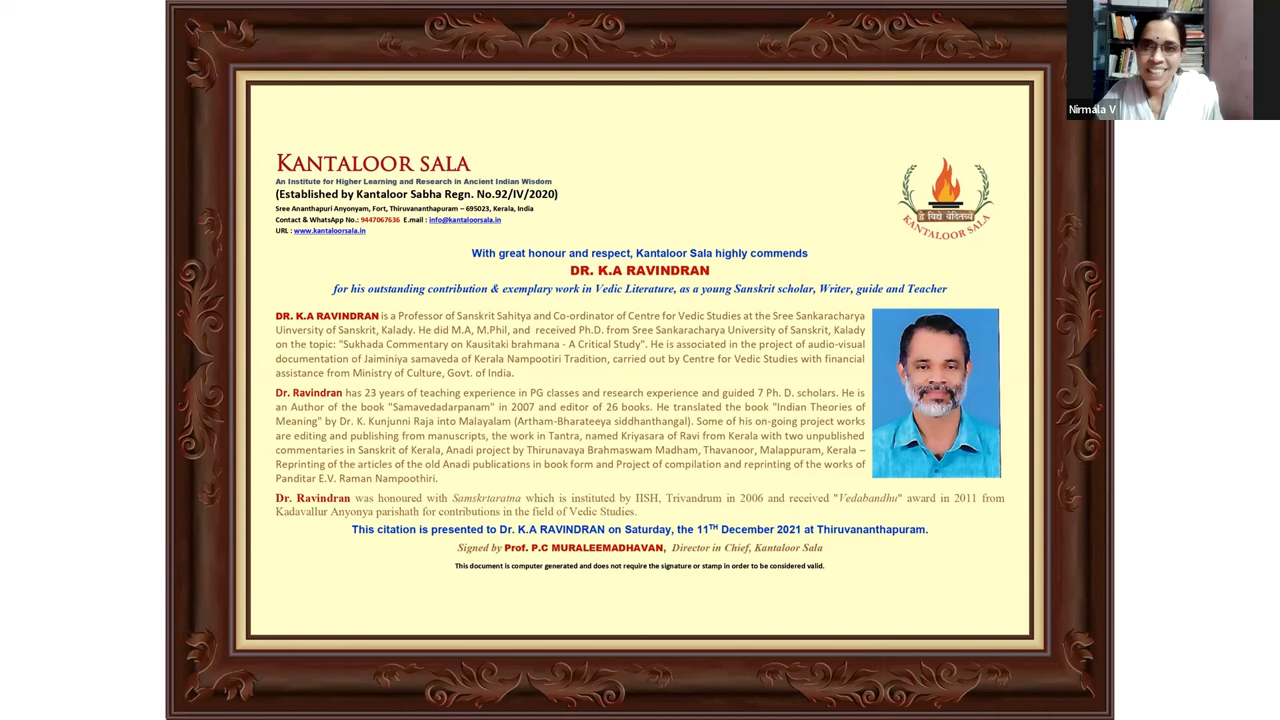 Nirmala V
KANTALOOR SALA
An Institute for Higher Learning and Research in Ancient Indian Wisdom
(Established by Kantaloor Sabha Regn. No.92/IV/2020)
Sree Ananthapuri Anyonyam, Fort, Thiruvananthapuram – 695023, Kerala, India
Contact & WhatsApp No.: 9447067636 E.mail : info@kantaloorsala.in
URL : www.kantaloorsala.in
हे विद्ये वेदितव्ये
KANTALOOR SALA
With great honour and respect, Kantaloor Sala highly commends
DR. K.A RAVINDRAN
for his outstanding contribution & exemplary work in Vedic Literature, as a young Sanskrit scholar, Writer, guide and Teacher
DR. K.A RAVINDRAN is a Professor of Sanskrit Sahitya and Co-ordinator of Centre for Vedic Studies at the Sree Sankaracharya
Uinversity of Sanskrit, Kalady. He did M.A, M.Phil, and received Ph.D. from Sree Sankaracharya University of Sanskrit, Kalady
on the topic: "Sukhada Commentary on Kausitaki brahmana - A Critical Study". He is associated in the project of audio-visual
documentation of Jaiminiya samaveda of Kerala Nampootiri Tradition, carried out by Centre for Vedic Studies with financial
assistance from Ministry of Culture, Govt. of India.
Dr. Ravindran has 23 years of teaching experience in PG classes and research experience and guided 7 Ph. D. scholars. He is
an Author of the book "Samavedadarpanam" in 2007 and editor of 26 books. He translated the book "Indian Theories of
Meaning" by Dr. K. Kunjunni Raja into Malayalam (Artham-Bharateeya siddhanthangal). Some of his on-going project works
are editing and publishing from manuscripts, the work in Tantra, named Kriyasara of Ravi from Kerala with two unpublished
commentaries in Sanskrit of Kerala, Anadi project by Thirunavaya Brahmaswam Madham, Thavanoor, Malappuram, Kerala –
Reprinting of the articles of the old Anadi publications in book form and Project of compilation and reprinting of the works of
Panditar E.V. Raman Nampoothiri.
Dr. Ravindran was honoured with Samskrtaratna which is instituted by IISH, Trivandrum in 2006 and received "Vedabandhu" award in 2011 from
Kadavallur Anyonya parishath for contributions in the field of Vedic Studies.
This citation is presented to Dr. K.A RAVINDRAN on Saturday, the 11TH December 2021 at Thiruvananthapuram.
Signed by Prof. P.C MURALEEMADHAVAN, Director in Chief, Kantaloor Sala
This document is computer generated and does not require the signature or stamp in order to be considered valid.